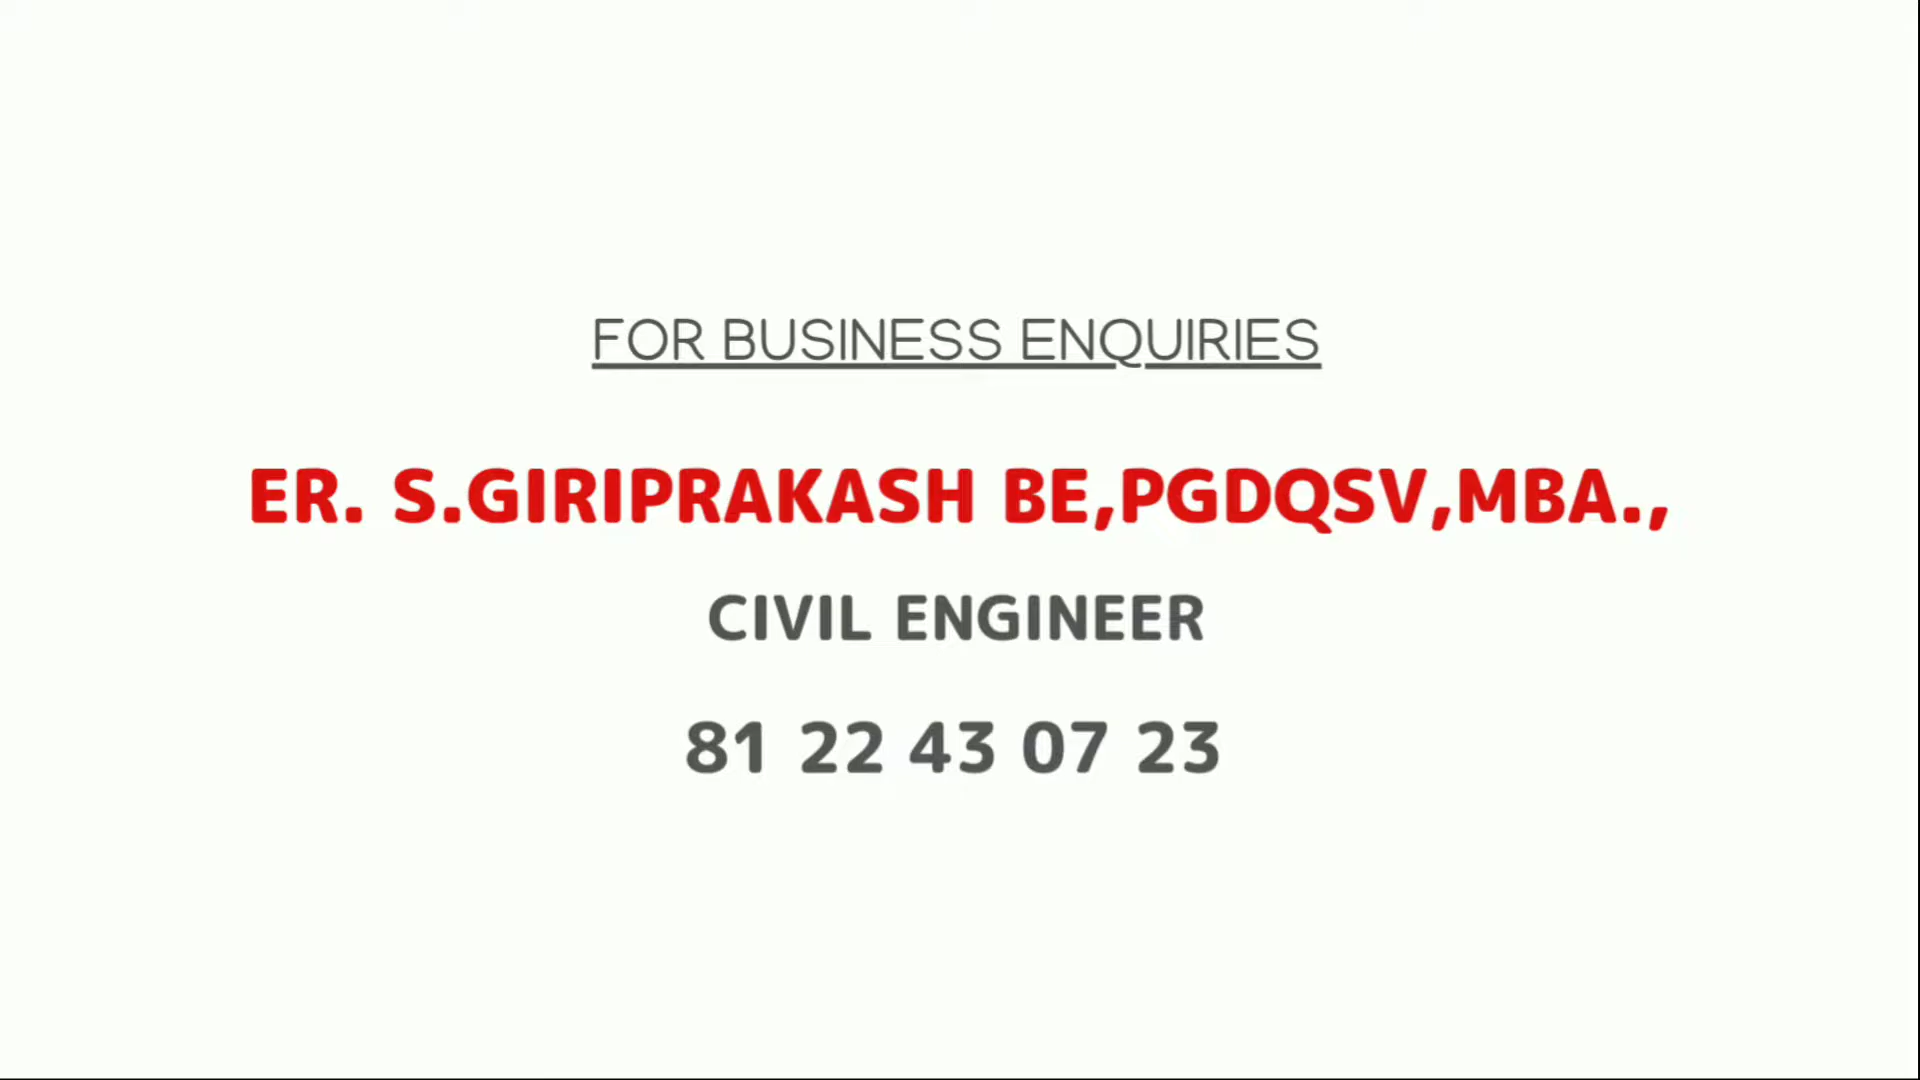 FOR BUSINESS ENQUIRIES
ER. S.GIRIPRAKASH BE,PGDQSV,MBA.,
CIVIL ENGINEER
81 22 43 07 23